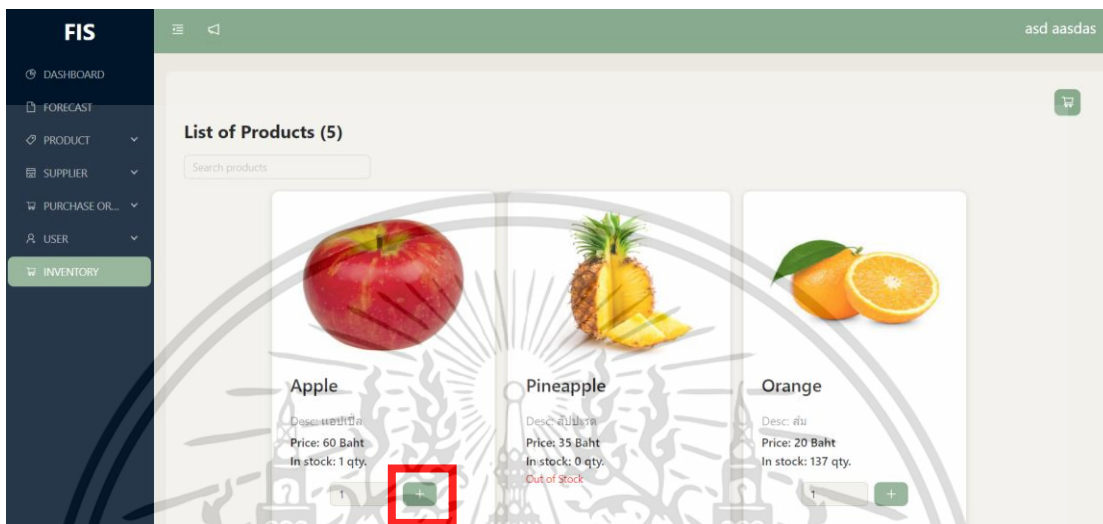 FIS
asd aasdas
DASHBOARD
FORECAST
PRODUCT
SUPPLIER
PURCHASE OR...
USER
INVENTORY
List of Products (5)
Search products
Apple
Desc: แอปเปิ้ล
Price: 60 Baht
In stock: 1 qty.
1
+
Pineapple
Desc: สับปะรด
Price: 35 Baht
In stock: 0 qty.
Out of Stock
Orange
Desc: ส้ม
Price: 20 Baht
In stock: 137 qty.
1
+